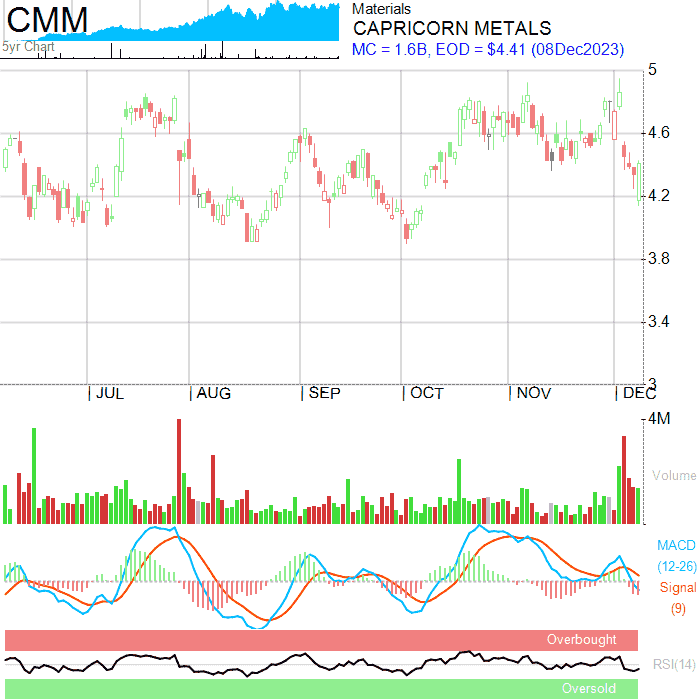 CMM
5yr Chart
Materials
CAPRICORN METALS
MC = 1.6B, EOD = $4.41 (08Dec2023)
5
4.6
4.2
3.8
3.4
3
JUL AUG SEP OCT NOV DEC
4M
Volume
MACD
(12-26)
Signal
(9)
Overbought
RSI(14)
Oversold